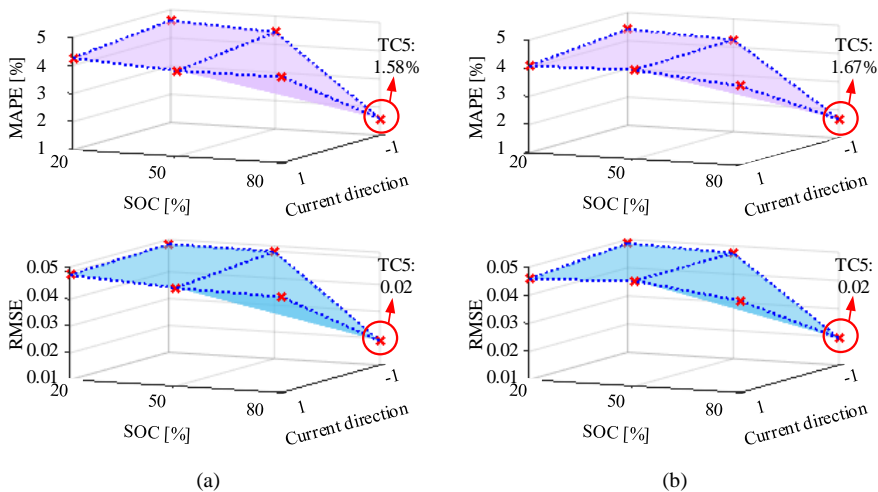 5
4
3
2
1
MAPE [%]
20
50
80
SOC [%]
1
-1
Current direction
TC5:
1.58%
5
4
3
2
1
MAPE [%]
20
50
80
SOC [%]
1
-1
Current direction
TC5:
1.67%
0.05
0.04
0.03
0.02
0.01
RMSE
20
50
80
SOC [%]
1
-1
Current direction
TC5:
0.02
0.05
0.04
0.03
0.02
0.01
RMSE
20
50
80
SOC [%]
1
-1
Current direction
TC5:
0.02
(a)
(b)